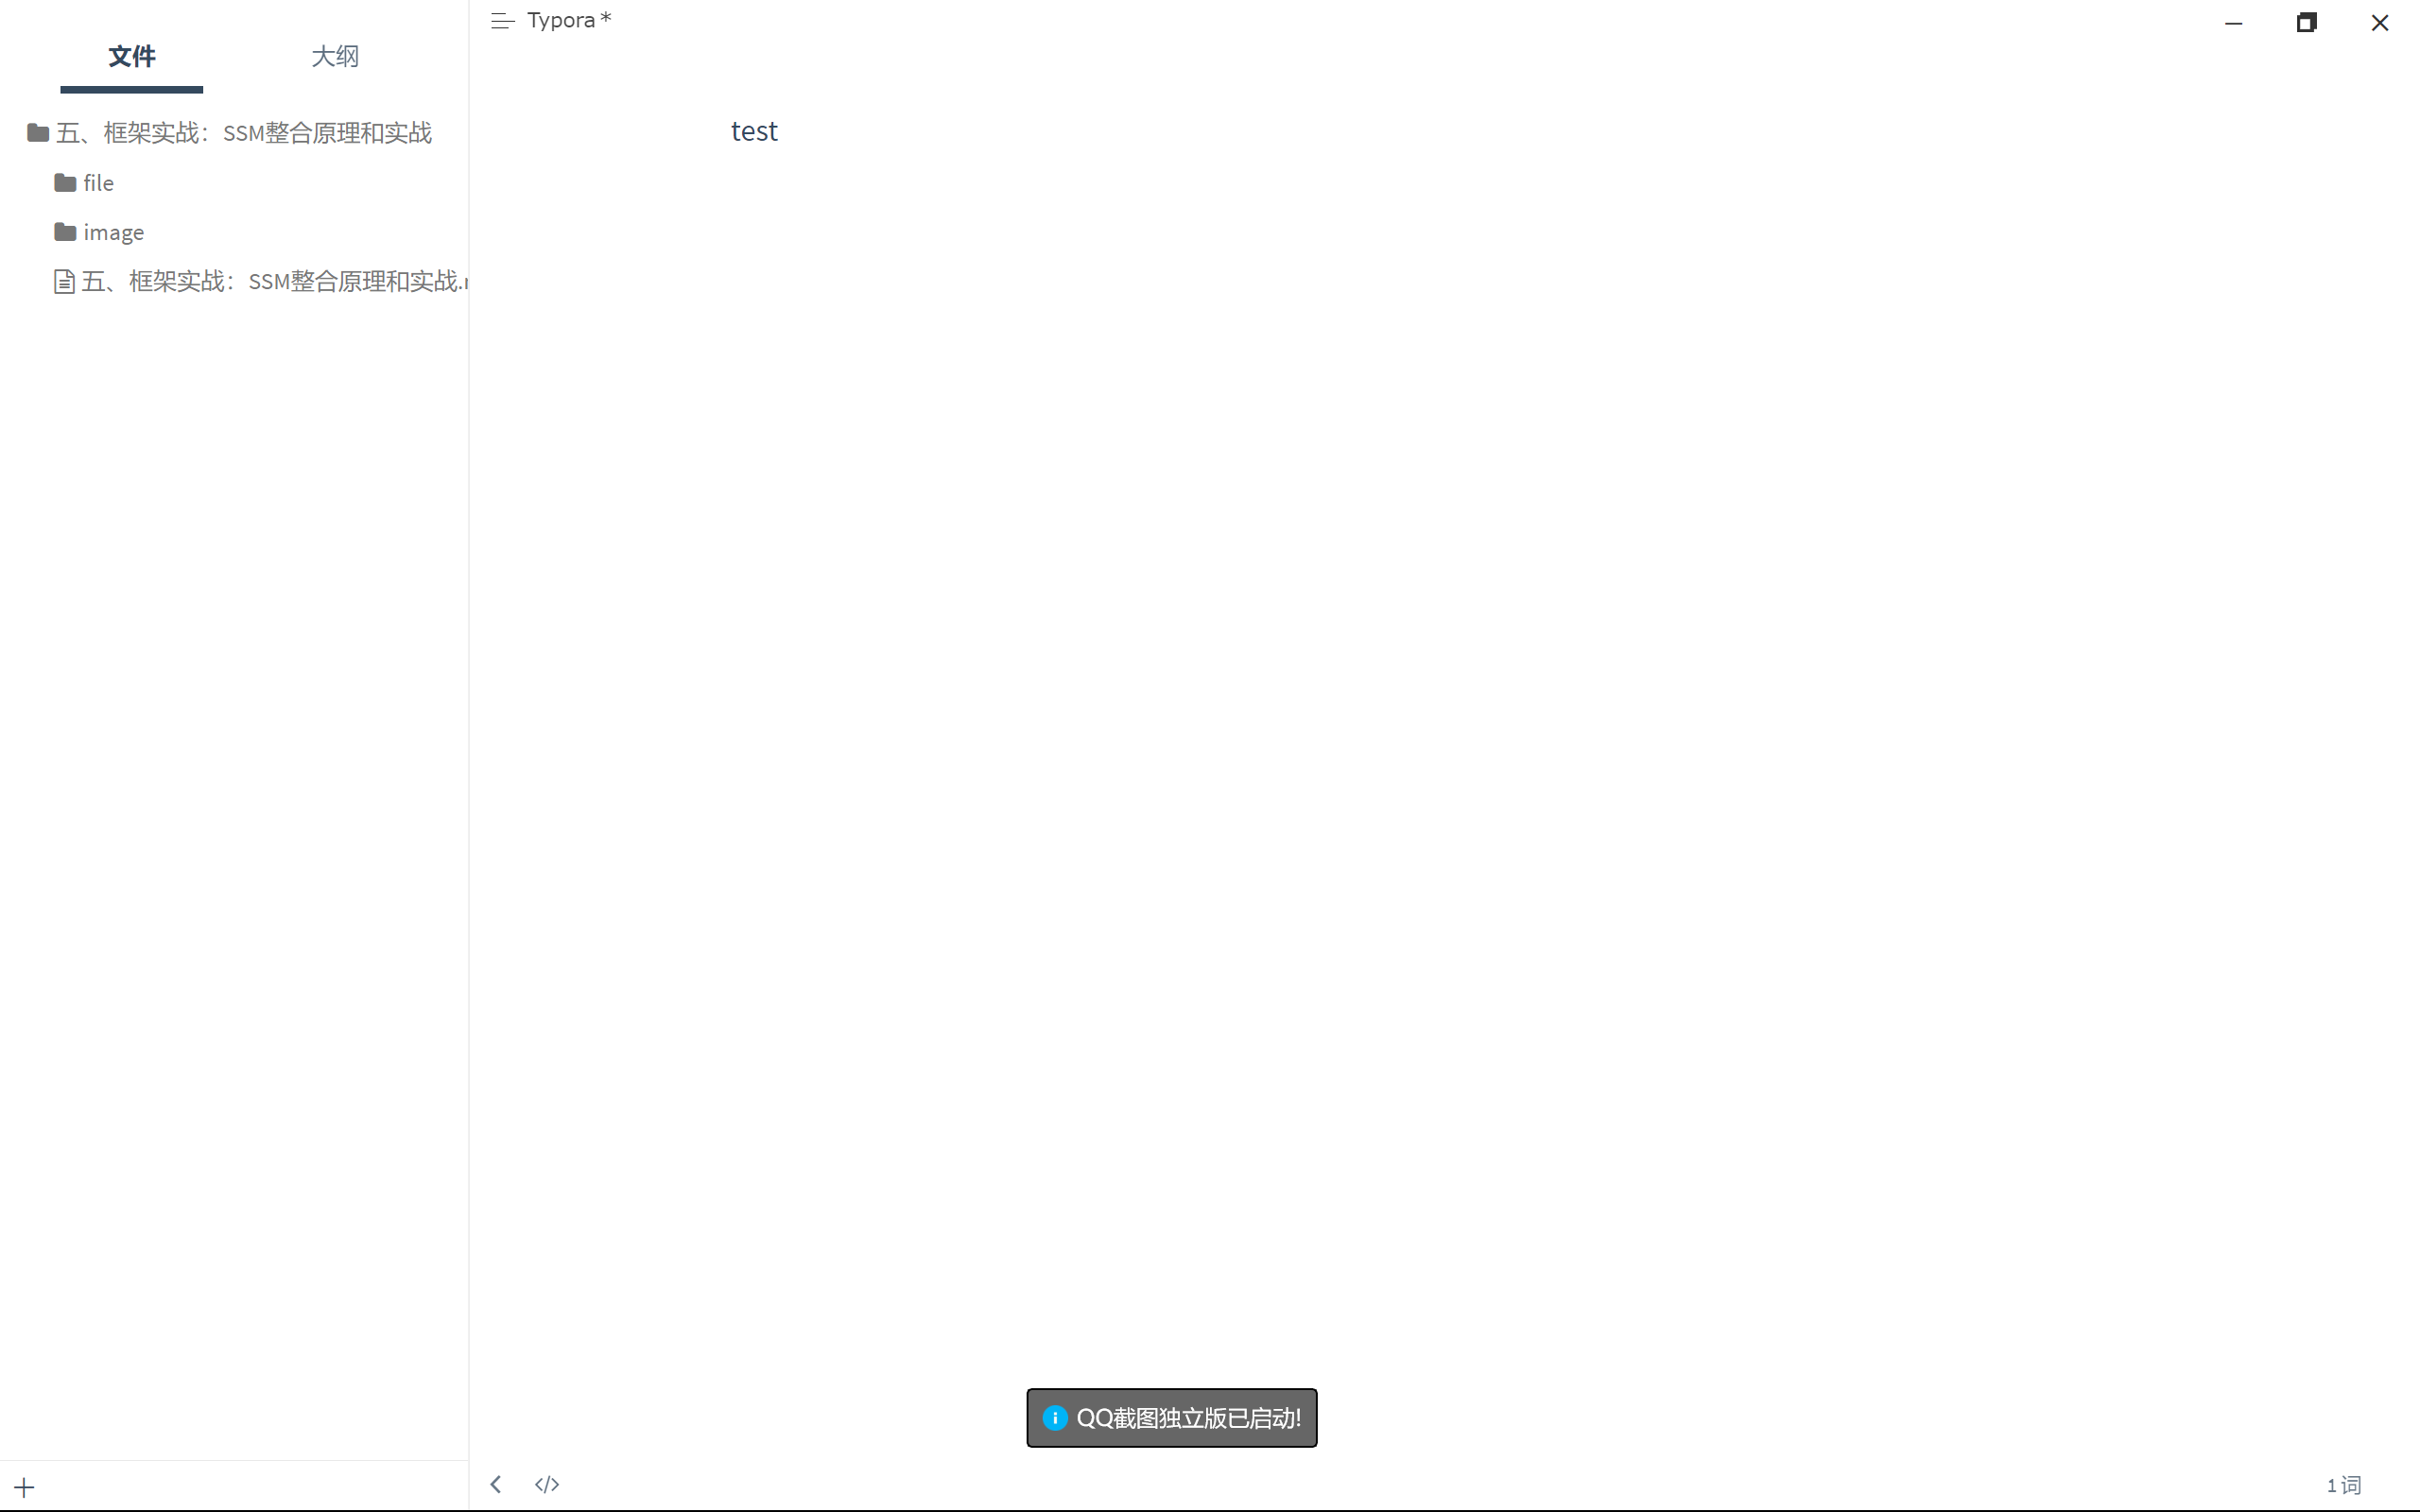 文件 大纲
五、框架实战：SSM整合原理和实战
file
image
五、框架实战：SSM整合原理和实战.
Typora *
test
QQ截图独立版已启动!
1 词